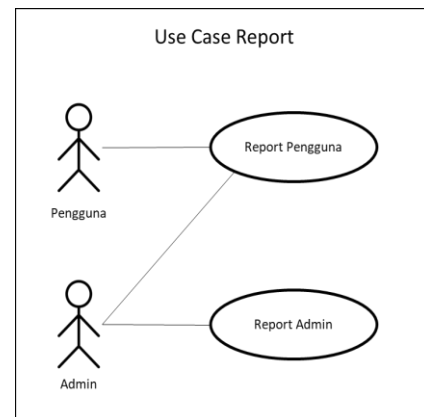 Use Case Report
Report Pengguna
Pengguna
Report Admin
Admin